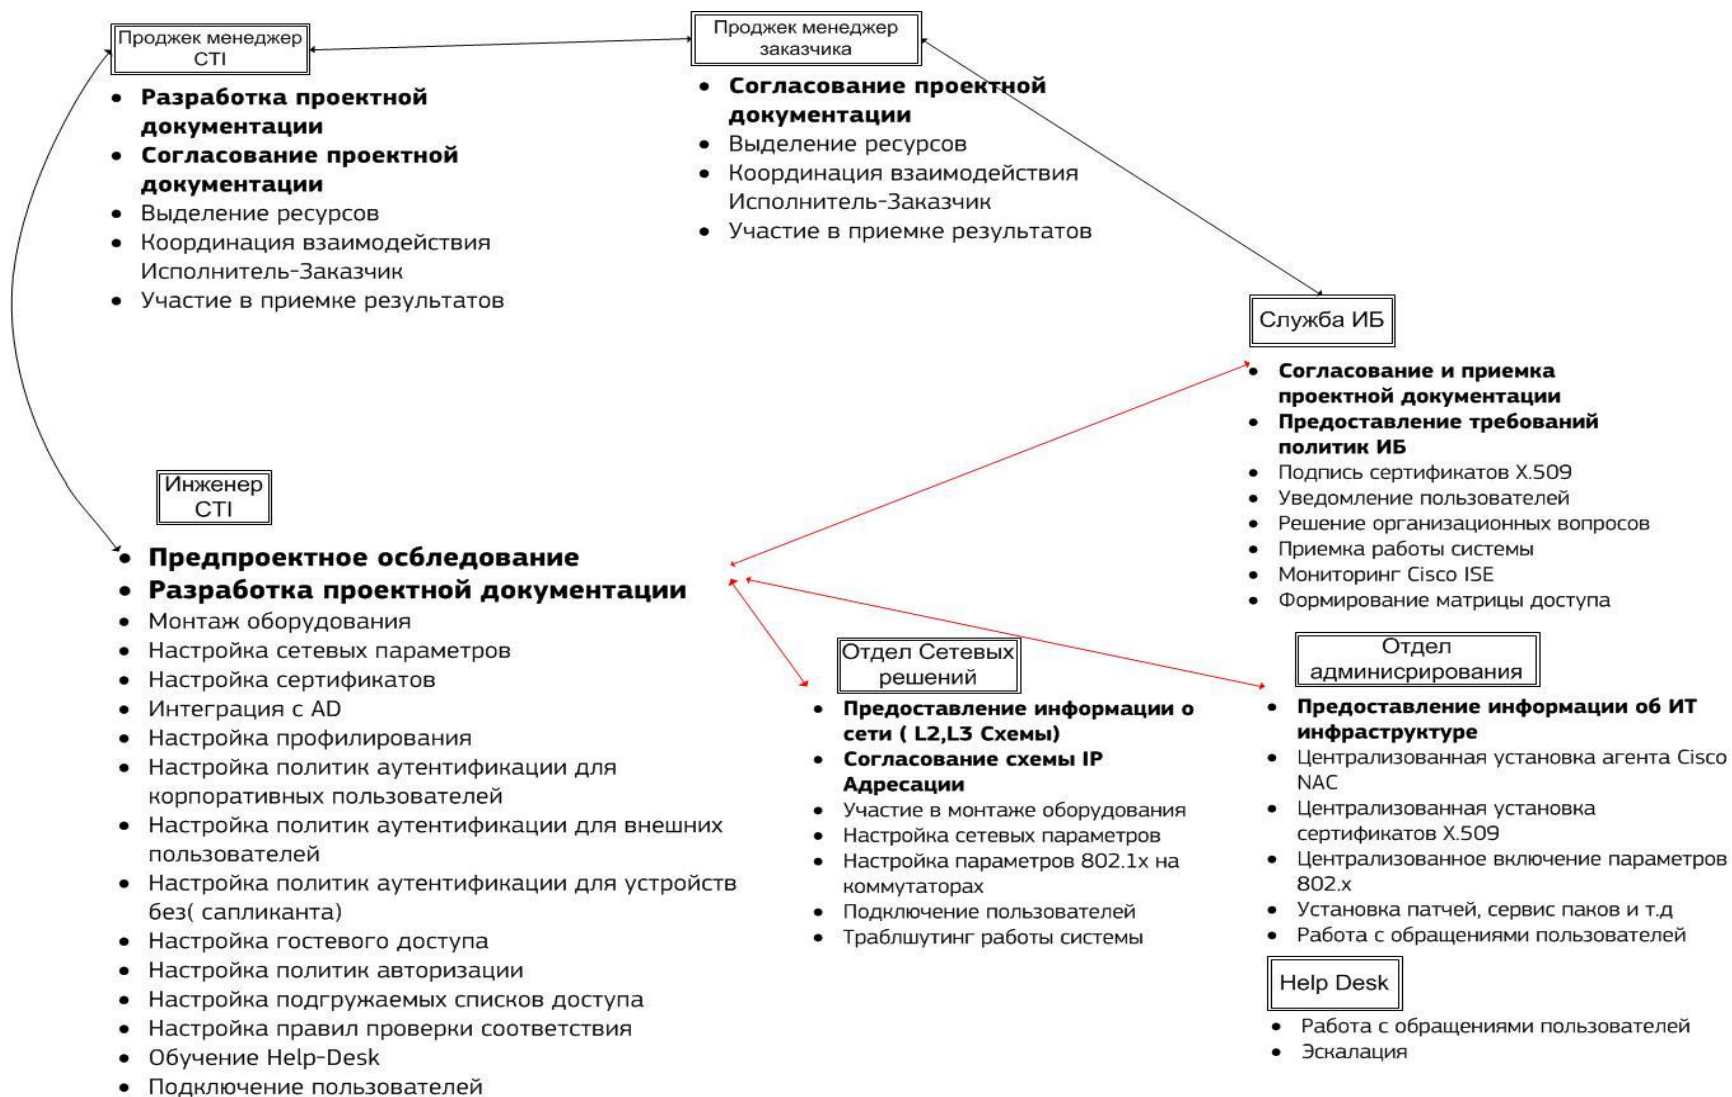 Проджек менеджер
CTI
• Разработка проектной
документации
• Согласование проектной
документации
• Выделение ресурсов
• Координация взаимодействия
Исполнитель-Заказчик
• Участие в приемке результатов
Проджек менеджер
заказчика
• Согласование проектной
документации
• Выделение ресурсов
• Координация взаимодействия
Исполнитель-Заказчик
• Участие в приемке результатов
Служба ИБ
• Согласование и приемка
проектной документации
• Предоставление требований
политик ИБ
• Подпись сертификатов X.509
• Уведомление пользователей
• Решение организационных вопросов
• Приемка работы системы
• Мониторинг Cisco ISE
• Формирование матрицы доступа
Инженер
CTI
• Предпроектное осбледование
• Разработка проектной документации
• Монтаж оборудования
• Настройка сетевых параметров
• Настройка сертификатов
• Интеграция с AD
• Настройка профилирования
• Настройка политик аутентификации для
корпоративных пользователей
• Настройка политик аутентификации для внешних
пользователей
• Настройка политик аутентификации для устройств
без( сапликанта)
• Настройка гостевого доступа
• Настройка политик авторизации
• Настройка подгружаемых списков доступа
• Настройка правил проверки соответствия
• Обучение Help-Desk
• Подключение пользователей
Отдел Сетевых
решений
• Предоставление информации о
сети ( L2,L3 Схемы)
• Согласование схемы IP
Адресации
• Участие в монтаже оборудования
• Настройка сетевых параметров
• Настройка параметров 802.1x на
коммутаторах
• Подключение пользователей
• Траблшутинг работы системы
Отдел
админисрирования
• Предоставление информации об ИТ
инфраструктуре
• Централизованная установка агента Cisco
NAC
• Централизованная установка
сертификатов X.509
• Централизованное включение параметров
802.x
• Установка патчей, сервис паков и т.д
• Работа с обращениями пользователей
Help Desk
• Работа с обращениями пользователей
• Эскалация